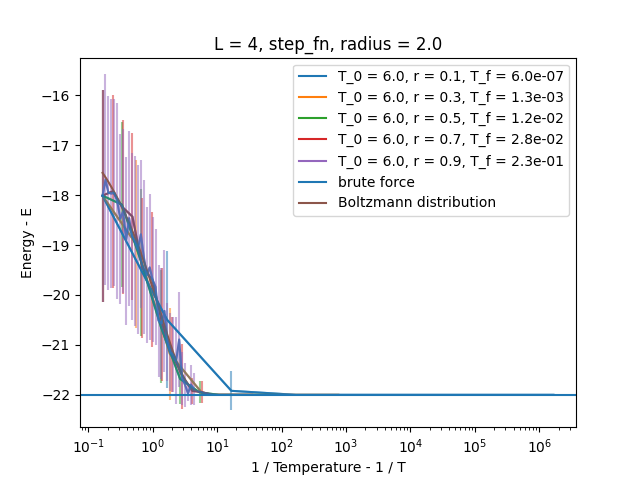 L = 4, step_fn, radius = 2.0
T_0 = 6.0, r = 0.1, T_f = 6.0e-07
T_0 = 6.0, r = 0.3, T_f = 1.3e-03
T_0 = 6.0, r = 0.5, T_f = 1.2e-02
T_0 = 6.0, r = 0.7, T_f = 2.8e-02
T_0 = 6.0, r = 0.9, T_f = 2.3e-01
brute force
Boltzmann distribution
Energy - E
−16
−17
−18
−19
−20
−21
−22
10⁻¹ 10⁰ 10¹ 10² 10³ 10⁴ 10⁵ 10⁶
1 / Temperature - 1 / T